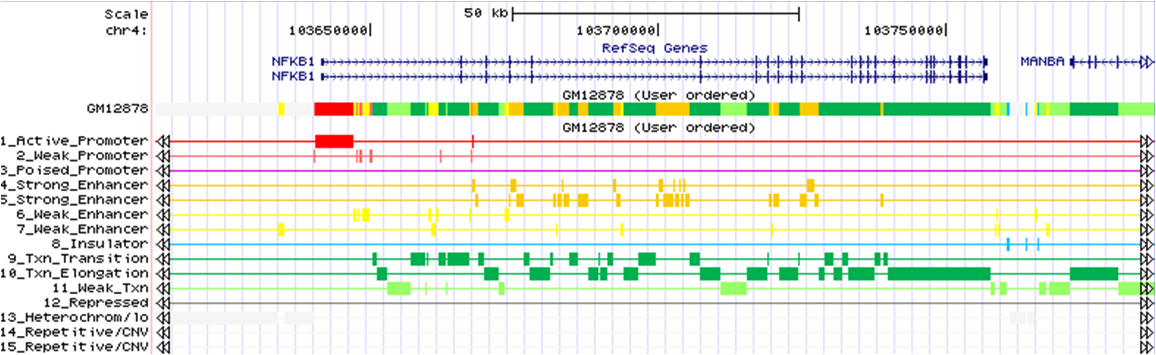 Scale 50 kb
chr4: 103650000 103700000 103750000
RefSeq Genes
NFKB1 MANBA
NFKB1
GM12878 (User ordered)
GM12878
GM12878 (User ordered)
1_Active_Promoter
2_Weak_Promoter
3_Poised_Promoter
4_Strong_Enhancer
5_Strong_Enhancer
6_Weak_Enhancer
7_Weak_Enhancer
8_Insulator
9_Txn_Transition
10_Txn_Elongation
11_Weak_Txn
12_Repressed
13_Heterochrom/lo
14_Repetitive/CNV
15_Repetitive/CNV